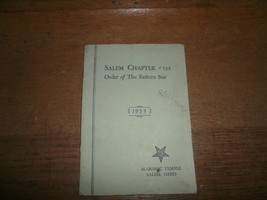 SALEM CHAPTER
Order of The Eastern Star
MASONIC TEMPLE
SALEM, OHIO